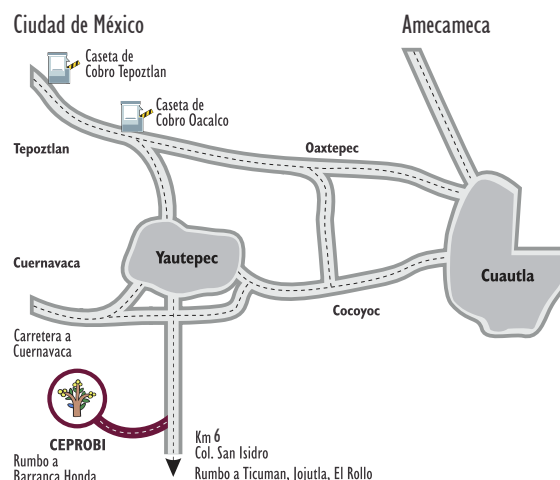 Ciudad de México
Amecameca
Caseta de
Cobro Tepoztlan
Caseta de
Cobro Oacalco
Tepoztlan
Oaxtepec
Cuernavaca
Yautepec
Cuautla
Cocoyoc
Carretera a
Cuernavaca
CEPROBI
Km 6
Col. San Isidro
Rumbo a
Barranca Honda
Rumbo a Ticuman, Jojutla, El Rollo